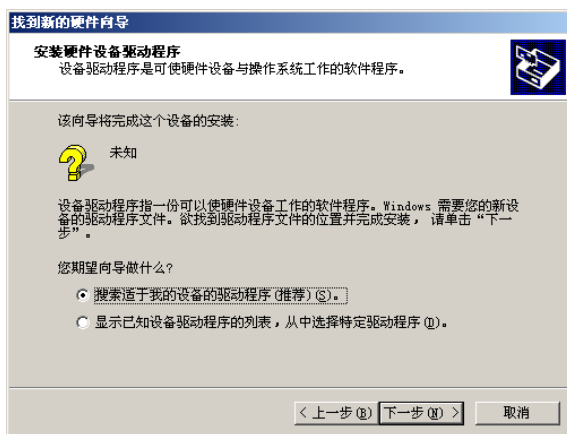 找到新的硬件向导
安装硬件设备驱动程序
设备驱动程序是可使硬件设备与操作系统工作的软件程序。
该向导将完成这个设备的安装:
未知
设备驱动程序指一份可以使硬件设备工作的软件程序。Windows 需要您的新设
备的驱动程序文件。欲找到驱动程序文件的位置并完成安装，请单击“下一
步”。
您期望向导做什么?
搜索适于我的设备的驱动程序(推荐)(S)。
显示已知设备驱动程序的列表，从中选择特定驱动程序(D)。
< 上一步(B) 下一步(N) > 取消